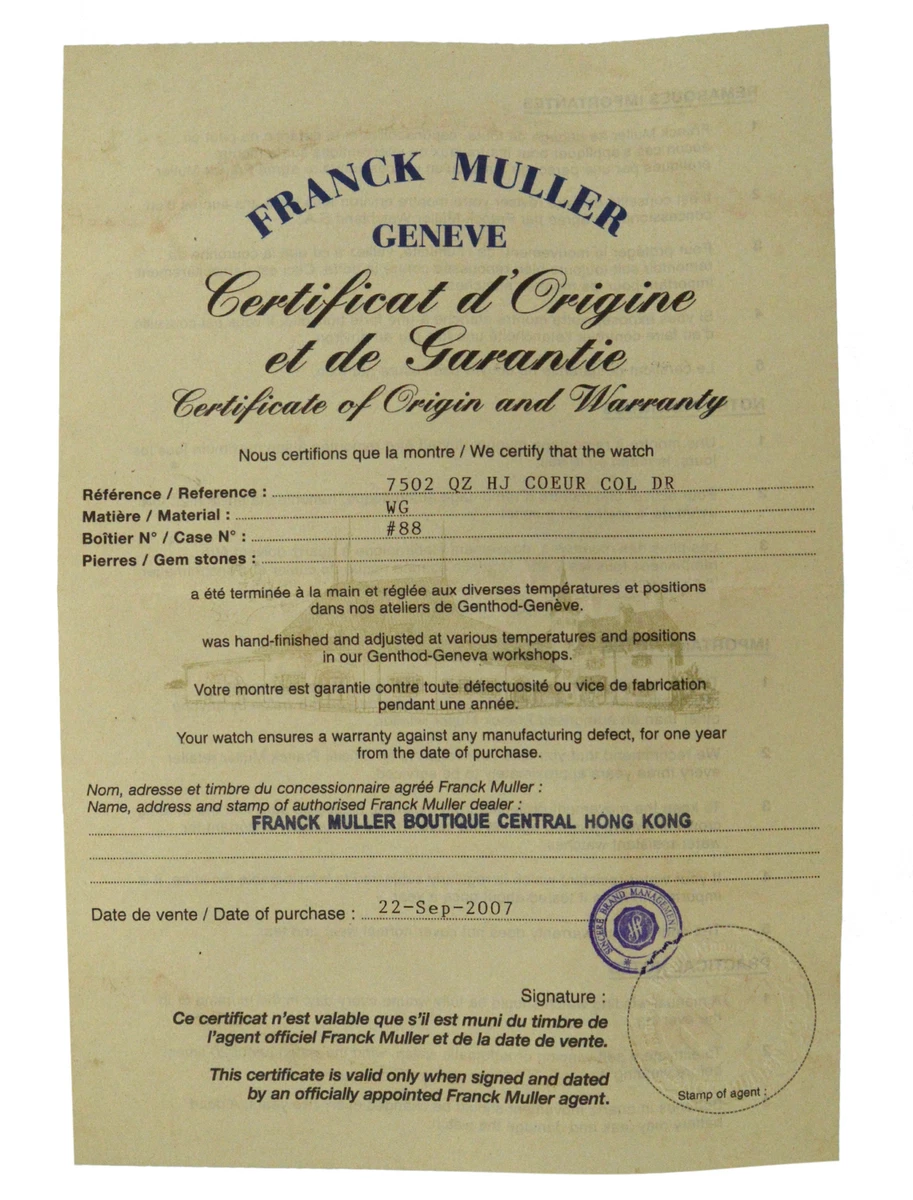 FRANCK MULLER
GENEVE
Certificat d'Origine
et de Garantie
Certificate of Origin and Warranty
Nous certifions que la montre / We certify that the watch
Référence / Reference : 7502 QZ HJ COEUR COL DR
Matière / Material : WG
Boîtier N° / Case N° : #88
Pierres / Gem stones :
a été terminée à la main et réglée aux diverses températures et positions
dans nos ateliers de Genthod-Genève.
was hand-finished and adjusted at various temperatures and positions
in our Genthod-Geneva workshops.
Votre montre est garantie contre toute défectuosité ou vice de fabrication
pendant une année.
Your watch ensures a warranty against any manufacturing defect, for one year
from the date of purchase.
Nom, adresse et timbre du concessionnaire agréé Franck Muller :
Name, address and stamp of authorised Franck Muller dealer :
FRANCK MULLER BOUTIQUE CENTRAL HONG KONG
Date de vente / Date of purchase : 22-Sep-2007
SINCERE BRAND MANAGEMENT
Signature :
Ce certificat n'est valable que s'il est muni du timbre de
l'agent officiel Franck Muller et de la date de vente.
This certificate is valid only when signed and dated
by an officially appointed Franck Muller agent.
Stamp of agent :